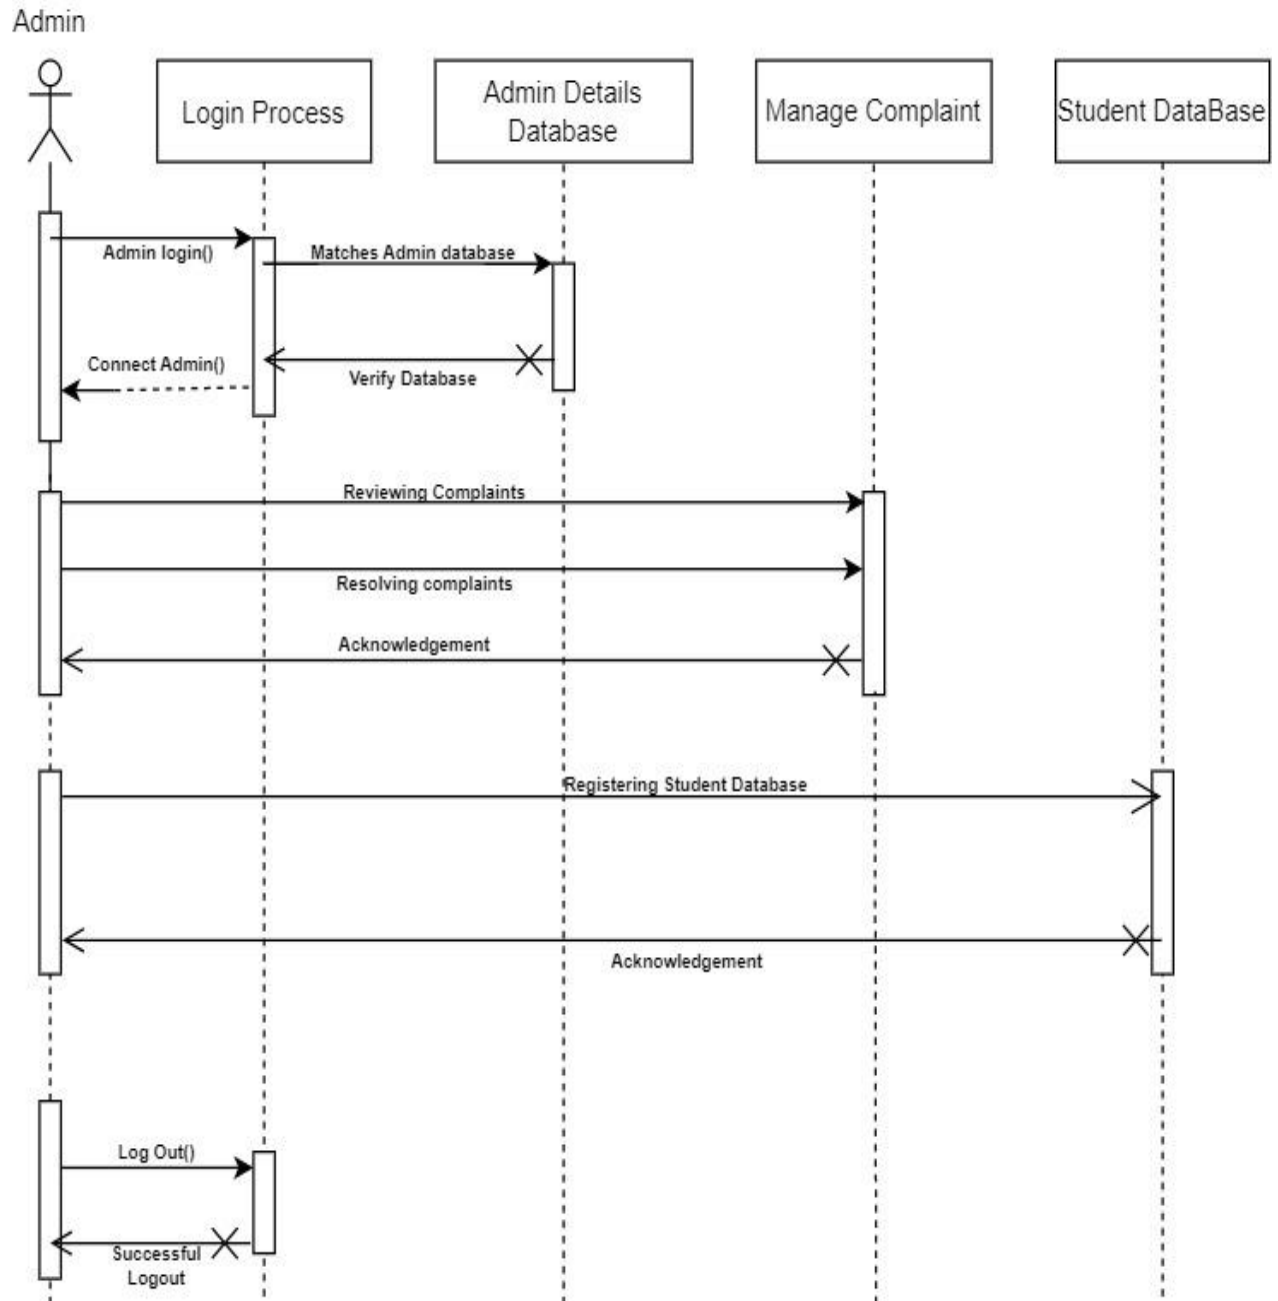 Admin
Login Process
Admin Details
Database
Manage Complaint
Student DataBase
Admin login()
Matches Admin database
Connect Admin()
Verify Database
Reviewing Complaints
Resolving complaints
Acknowledgement
Registering Student Database
Acknowledgement
Log Out()
Successful
Logout